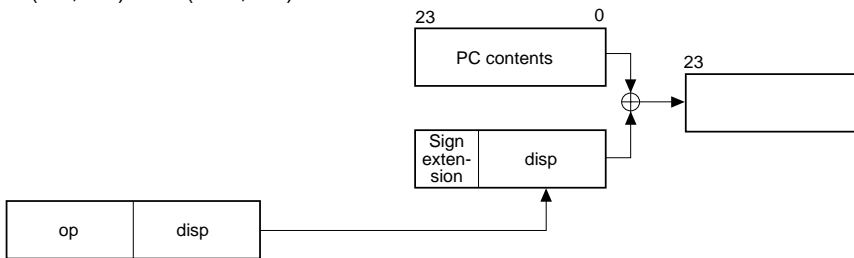 23 0
PC contents
23
Sign
exten-
sion
disp
op disp